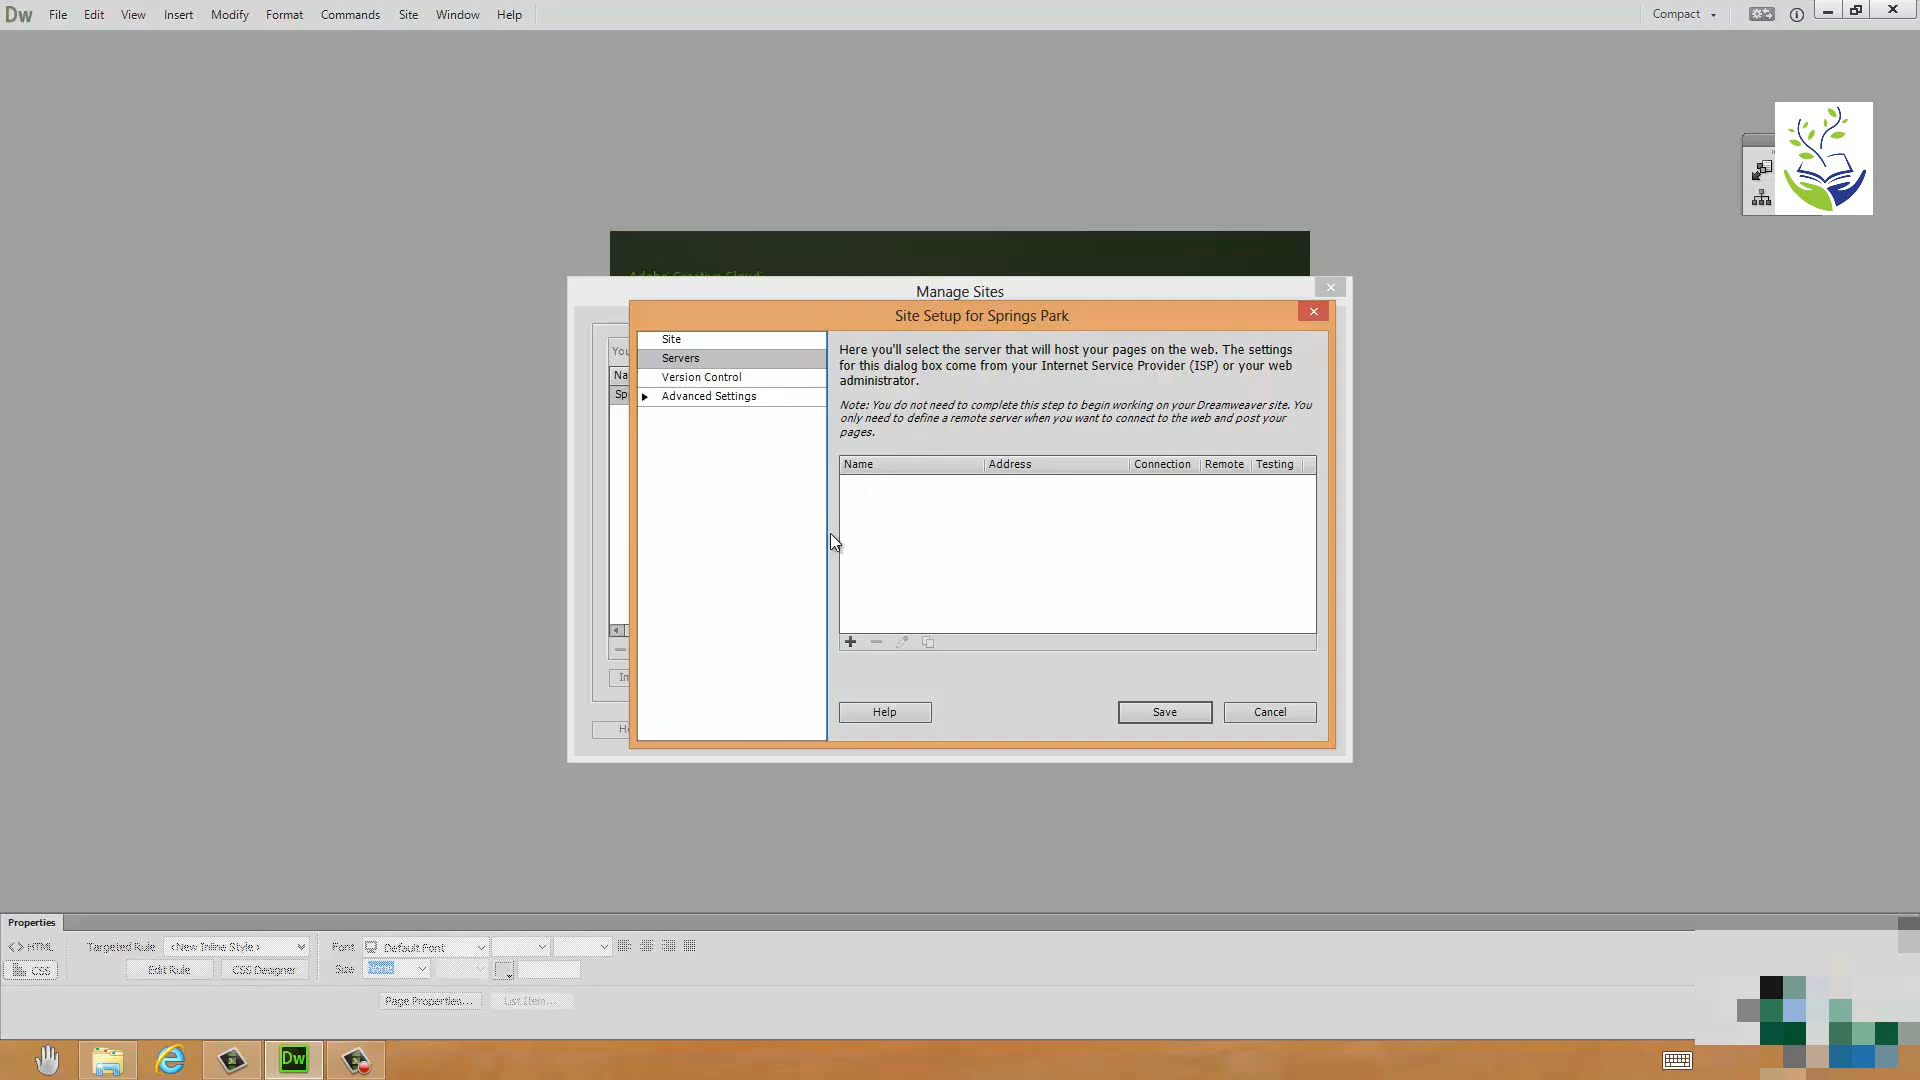 Dw File Edit View Insert Modify Format Commands Site Window Help Compact
Manage Sites
Site Setup for Springs Park
Site
Servers
Version Control
Advanced Settings
Here you'll select the server that will host your pages on the web. The settings
for this dialog box come from your Internet Service Provider (ISP) or your web
administrator.
Note: You do not need to complete this step to begin working on your Dreamweaver site. You
only need to define a remote server when you want to connect to the web and post your
pages.
Name Address Connection Remote Testing
Help Save Cancel
Properties
<> HTML Targeted Rule <New Inline Style> Font Default Font
CSS Edit Rule CSS Designer Size None
Page Properties... List Item...
Dw